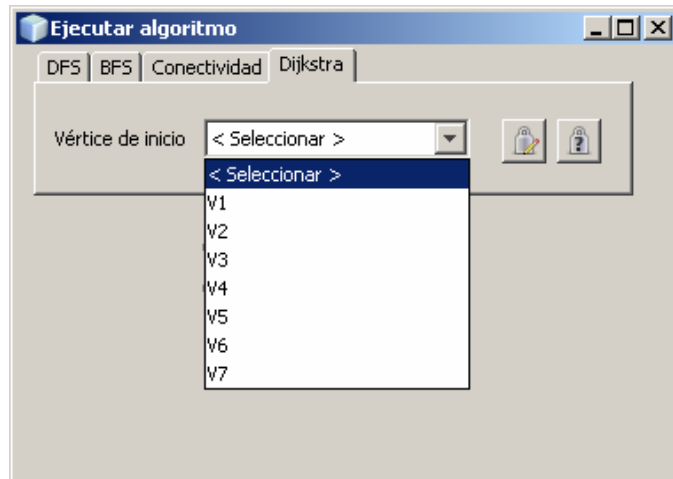 Ejecutar algoritmo
DFS BFS Conectividad Dijkstra
Vértice de inicio < Seleccionar >
< Seleccionar >
V1
V2
V3
V4
V5
V6
V7